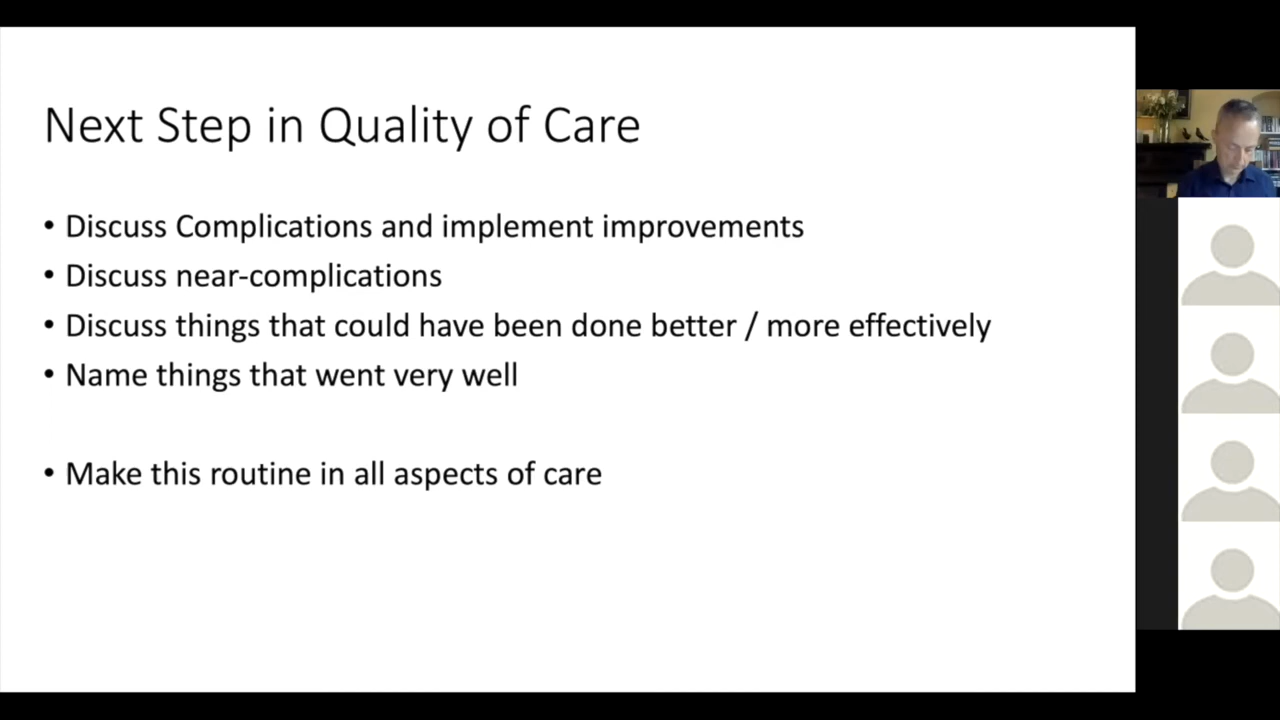 Next Step in Quality of Care
• Discuss Complications and implement improvements
• Discuss near-complications
• Discuss things that could have been done better / more effectively
• Name things that went very well
• Make this routine in all aspects of care